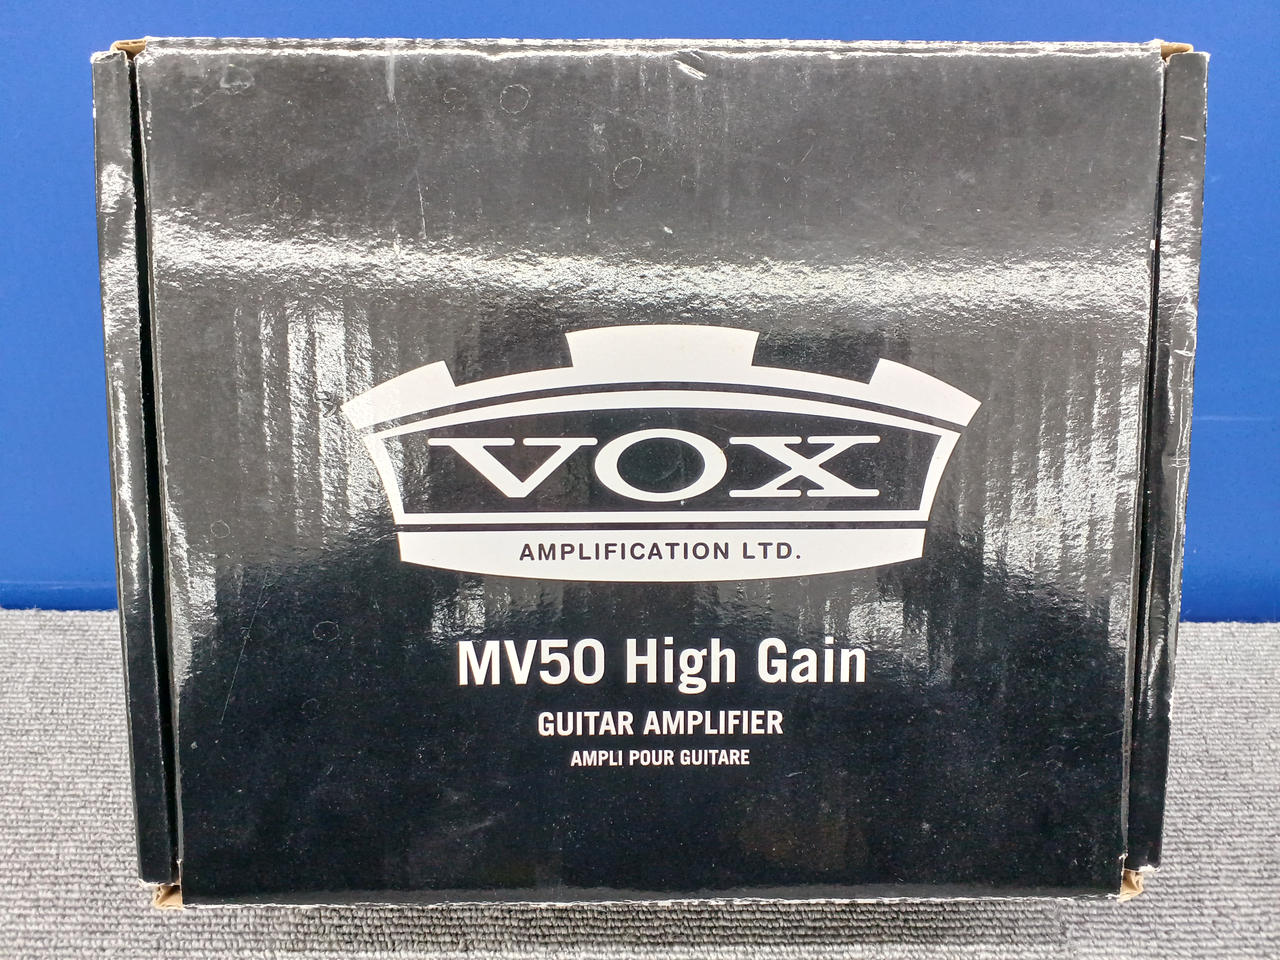 VOX
AMPLIFICATION LTD.
MV50 High Gain
GUITAR AMPLIFIER
AMPLI POUR GUITARE